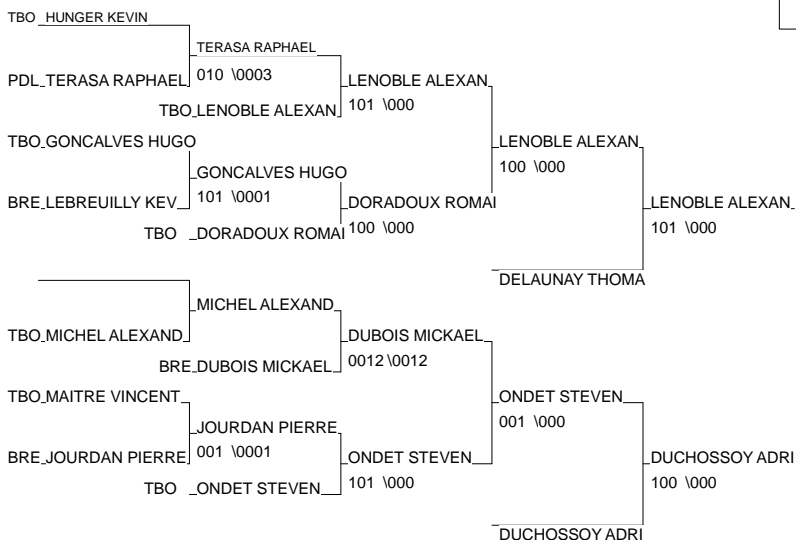 TBO HUNGER KEVIN
TERASA RAPHAEL
PDL TERASA RAPHAEL 010 \0003 LENOBLE ALEXAN
TBO LENOBLE ALEXAN 101 \000
TBO GONCALVES HUGO LENOBLE ALEXAN
GONCALVES HUGO 100 \000
BRE LEBREUILLY KEV 101 \0001 DORADOUX ROMAI LENOBLE ALEXAN
TBO DORADOUX ROMAI 100 \000 101 \000
DELAUNAY THOMA
MICHEL ALEXAND
TBO MICHEL ALEXAND DUBOIS MICKAEL
BRE DUBOIS MICKAEL 0012 \0012
TBO MAITRE VINCENT ONDET STEVEN
JOURDAN PIERRE 001 \000
BRE JOURDAN PIERRE 001 \0001 ONDET STEVEN DUCHOSSOY ADRI
TBO ONDET STEVEN 101 \000 100 \000
DUCHOSSOY ADRI